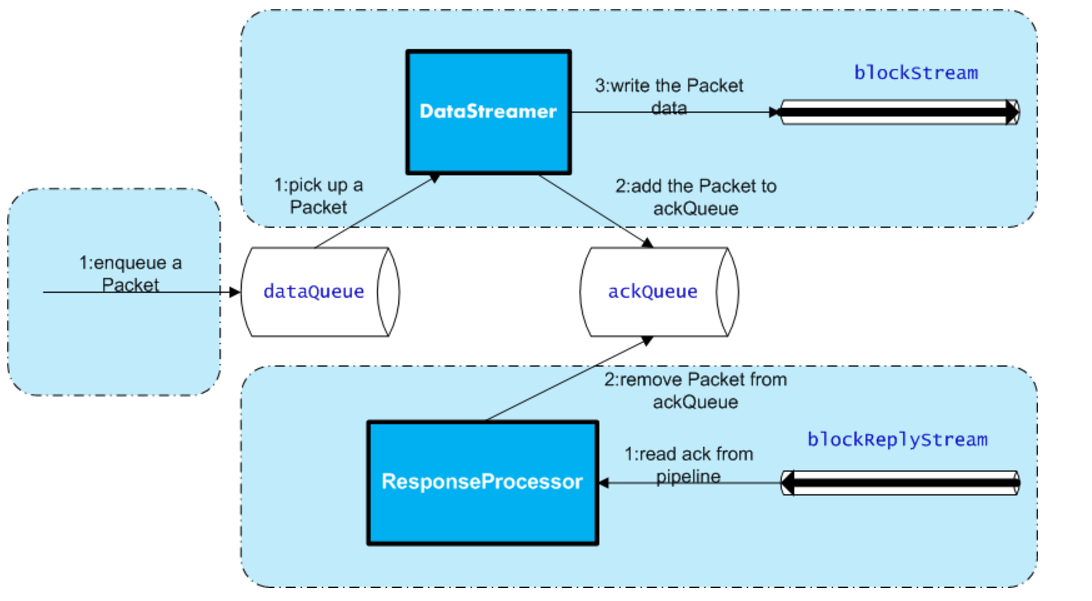 blockStream
3:write the Packet
data
DataStreamer
1:pick up a
Packet
2:add the Packet to
ackQueue
1:enqueue a
Packet
dataQueue
ackQueue
2:remove Packet from
ackQueue
blockReplyStream
1:read ack from
pipeline
ResponseProcessor